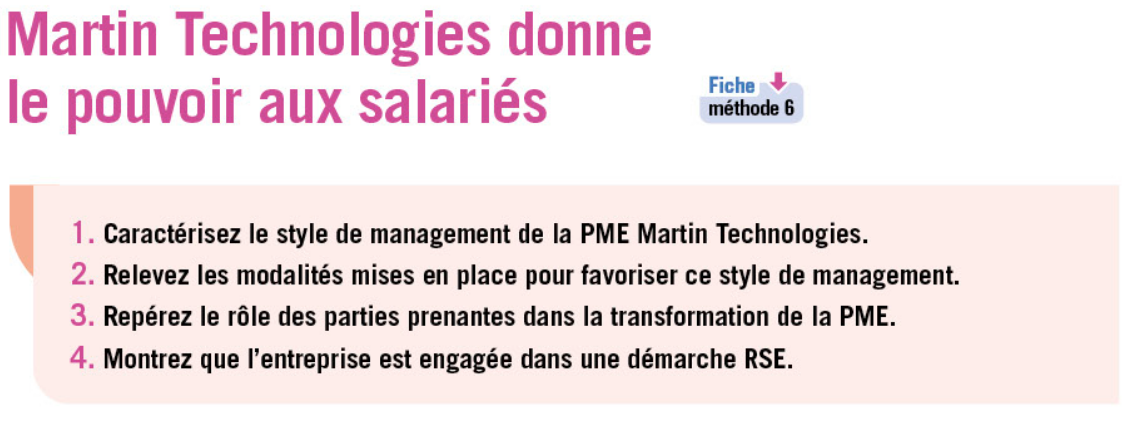 Martin Technologies donne
le pouvoir aux salariés
Fiche
méthode 6
1. Caractérisez le style de management de la PME Martin Technologies.
2. Relevez les modalités mises en place pour favoriser ce style de management.
3. Repérez le rôle des parties prenantes dans la transformation de la PME.
4. Montrez que l'entreprise est engagée dans une démarche RSE.